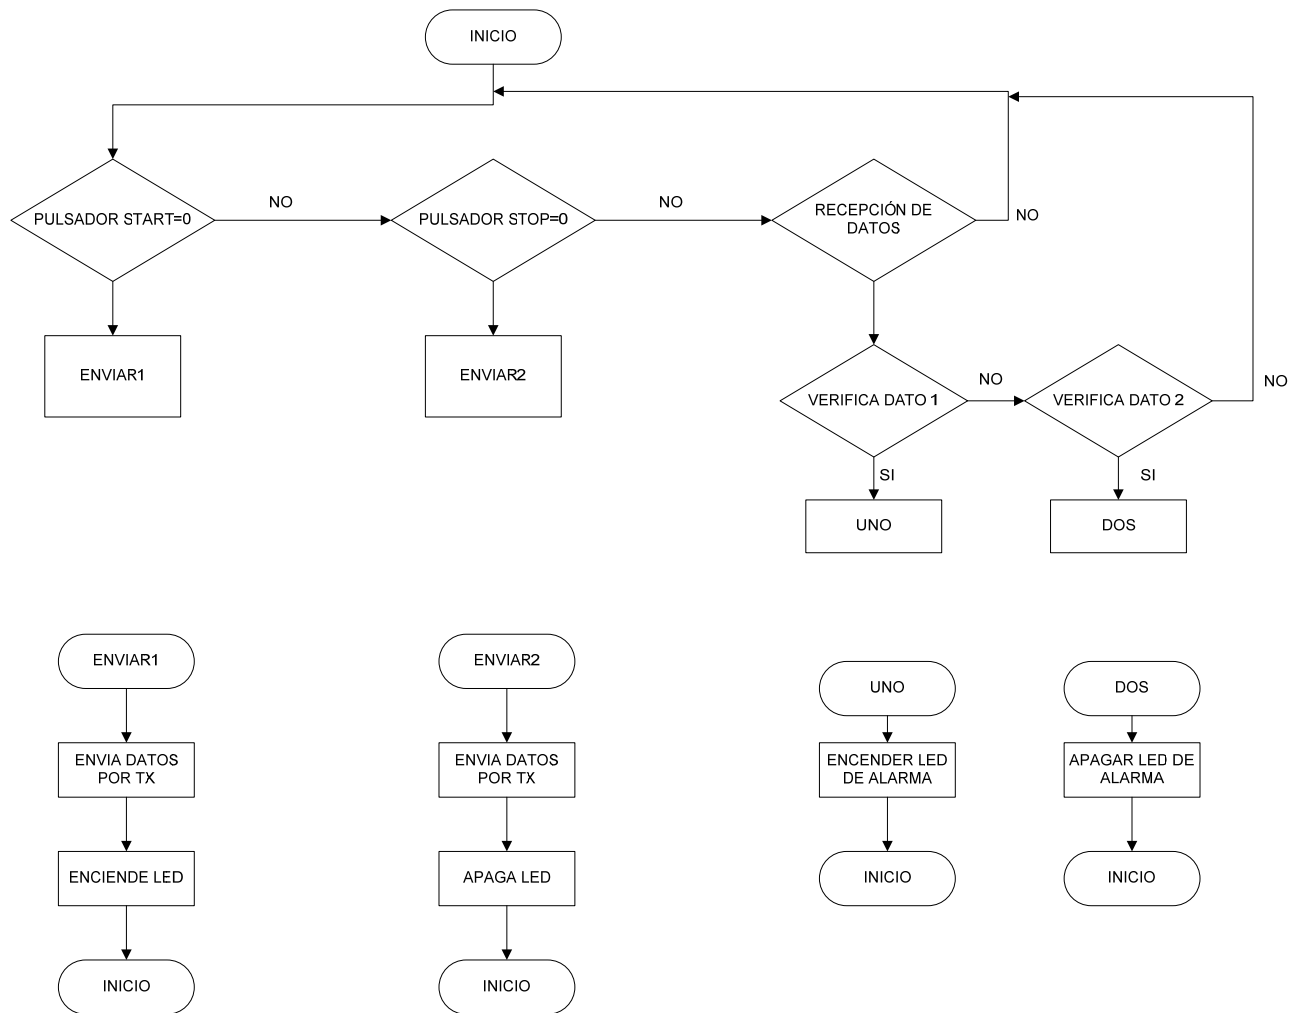 INICIO
PULSADOR START=0
NO
PULSADOR STOP=0
NO
RECEPCIÓN DE
DATOS
NO
ENVIAR1
ENVIAR2
VERIFICA DATO 1
NO
VERIFICA DATO 2
NO
SI
SI
UNO
DOS
ENVIAR1
ENVIAR2
UNO
DOS
ENVIA DATOS
POR TX
ENVIA DATOS
POR TX
ENCENDER LED
DE ALARMA
APAGAR LED DE
ALARMA
ENCIENDE LED
APAGA LED
INICIO
INICIO
INICIO
INICIO